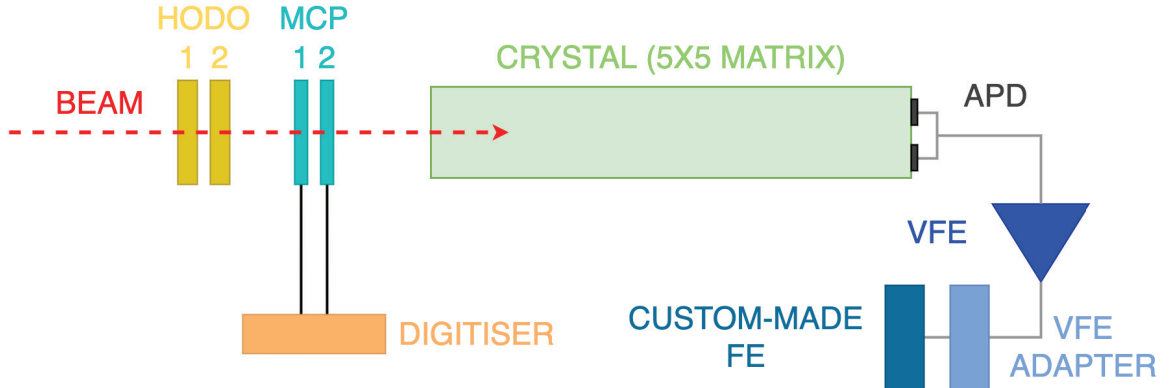 HODO
1 2
MCP
1 2
CRYSTAL (5X5 MATRIX)
BEAM
APD
VFE
DIGITISER
CUSTOM-MADE
FE
VFE
ADAPTER